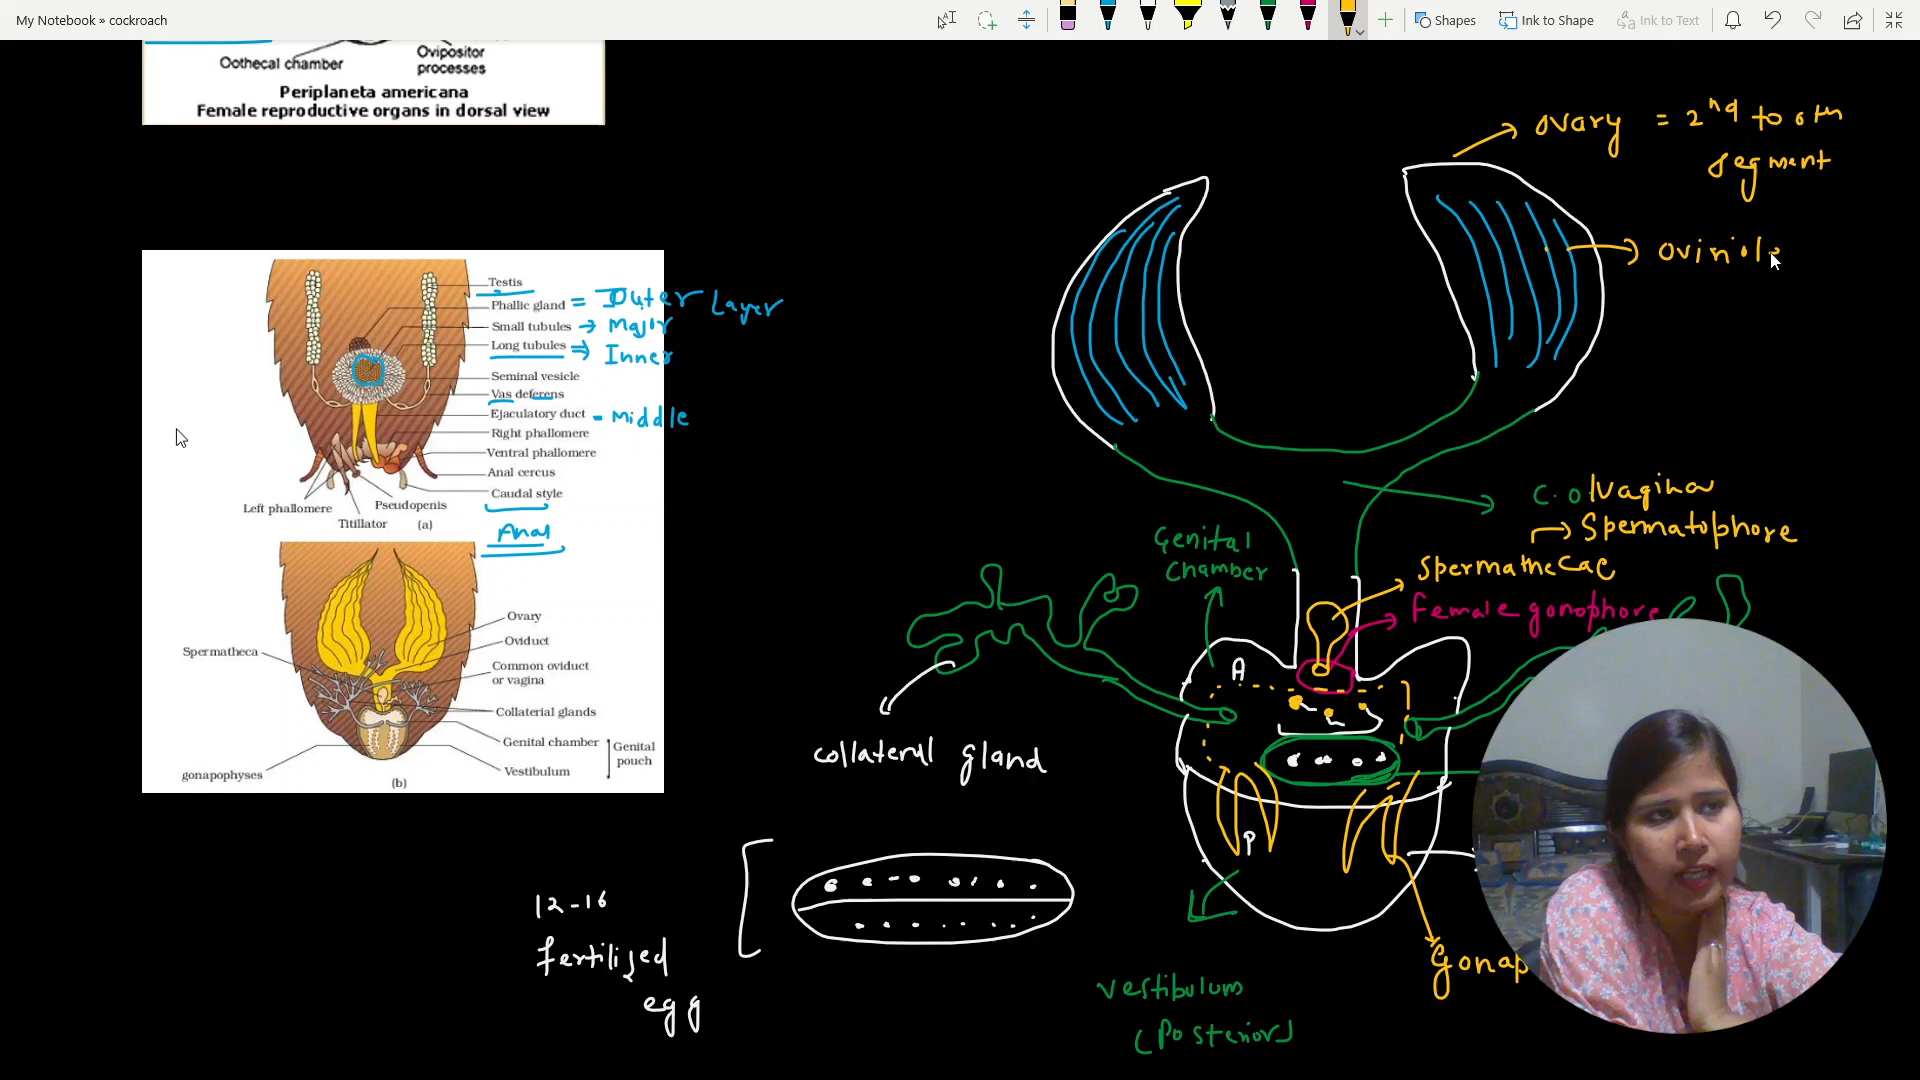 My Notebook » cockroach
Shapes
Ink to Shape
Ink to Text
Oothecal chamber
Ovipositor
processes
Periplaneta americana
Female reproductive organs in dorsal view
Testis
Phallic gland = Outer Layer
Small tubules → Major
Long tubules ⇒ Inner
Seminal vesicle
Vas deferens
Ejaculatory duct - Middle
Right phallomere
Ventral phallomere
Anal cercus
Caudal style
Left phallomere
Pseudopenis
Titillator
(a)
Anal
Ovary
Oviduct
Spermatheca
Common oviduct
or vagina
Collaterial glands
Genital chamber
Genital
pouch
Vestibulum
gonapophyses
(b)
ovary = 2nd to 6th
segment
oviriole
C.O/Vagina
Spermatophore
Spermathecae
Female gonophore
Genital
Chamber
A
P
collateral gland
12-16
fertilized
egg
Vestibulum
(Posterior)
gonap